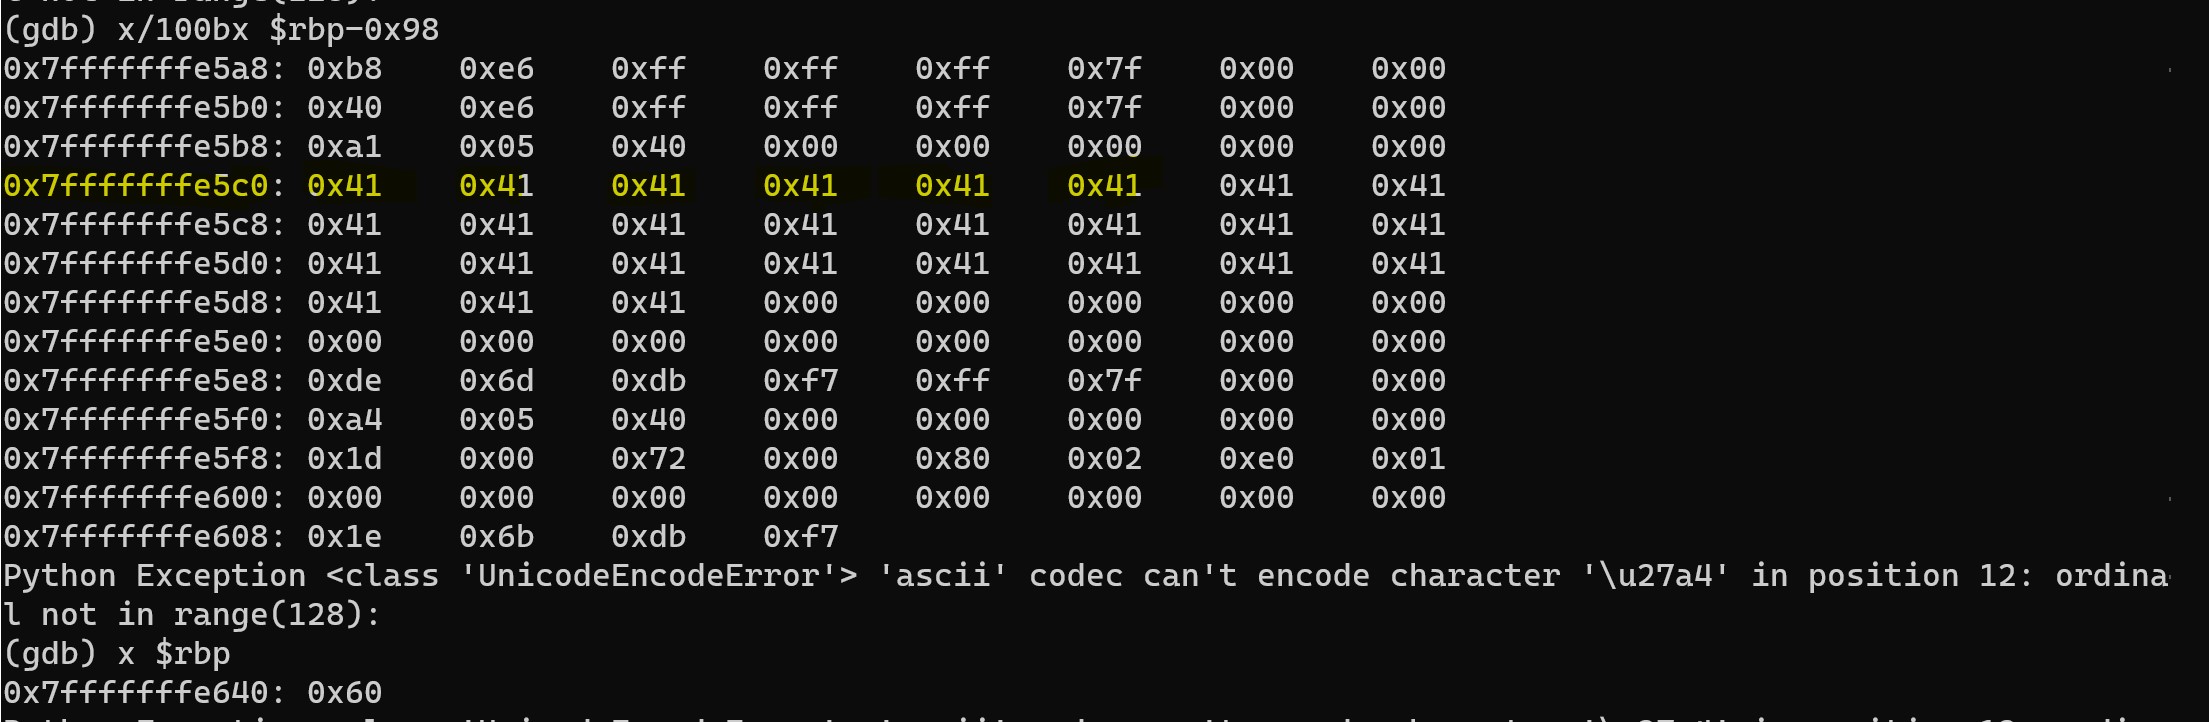 (gdb) x/100bx $rbp-0x98
0x7fffffffe5a8: 0xb8 0xe6 0xff 0xff 0xff 0x7f 0x00 0x00
0x7fffffffe5b0: 0x40 0xe6 0xff 0xff 0xff 0x7f 0x00 0x00
0x7fffffffe5b8: 0xa1 0x05 0x40 0x00 0x00 0x00 0x00 0x00
0x7fffffffe5c0: 0x41 0x41 0x41 0x41 0x41 0x41 0x41 0x41
0x7fffffffe5c8: 0x41 0x41 0x41 0x41 0x41 0x41 0x41 0x41
0x7fffffffe5d0: 0x41 0x41 0x41 0x41 0x41 0x41 0x41 0x41
0x7fffffffe5d8: 0x41 0x41 0x41 0x00 0x00 0x00 0x00 0x00
0x7fffffffe5e0: 0x00 0x00 0x00 0x00 0x00 0x00 0x00 0x00
0x7fffffffe5e8: 0xde 0x6d 0xdb 0xf7 0xff 0x7f 0x00 0x00
0x7fffffffe5f0: 0xa4 0x05 0x40 0x00 0x00 0x00 0x00 0x00
0x7fffffffe5f8: 0x1d 0x00 0x72 0x00 0x80 0x02 0xe0 0x01
0x7fffffffe600: 0x00 0x00 0x00 0x00 0x00 0x00 0x00 0x00
0x7fffffffe608: 0x1e 0x6b 0xdb 0xf7
Python Exception <class 'UnicodeEncodeError'> 'ascii' codec can't encode character '\u27a4' in position 12: ordina
l not in range(128):
(gdb) x $rbp
0x7fffffffe640: 0x60